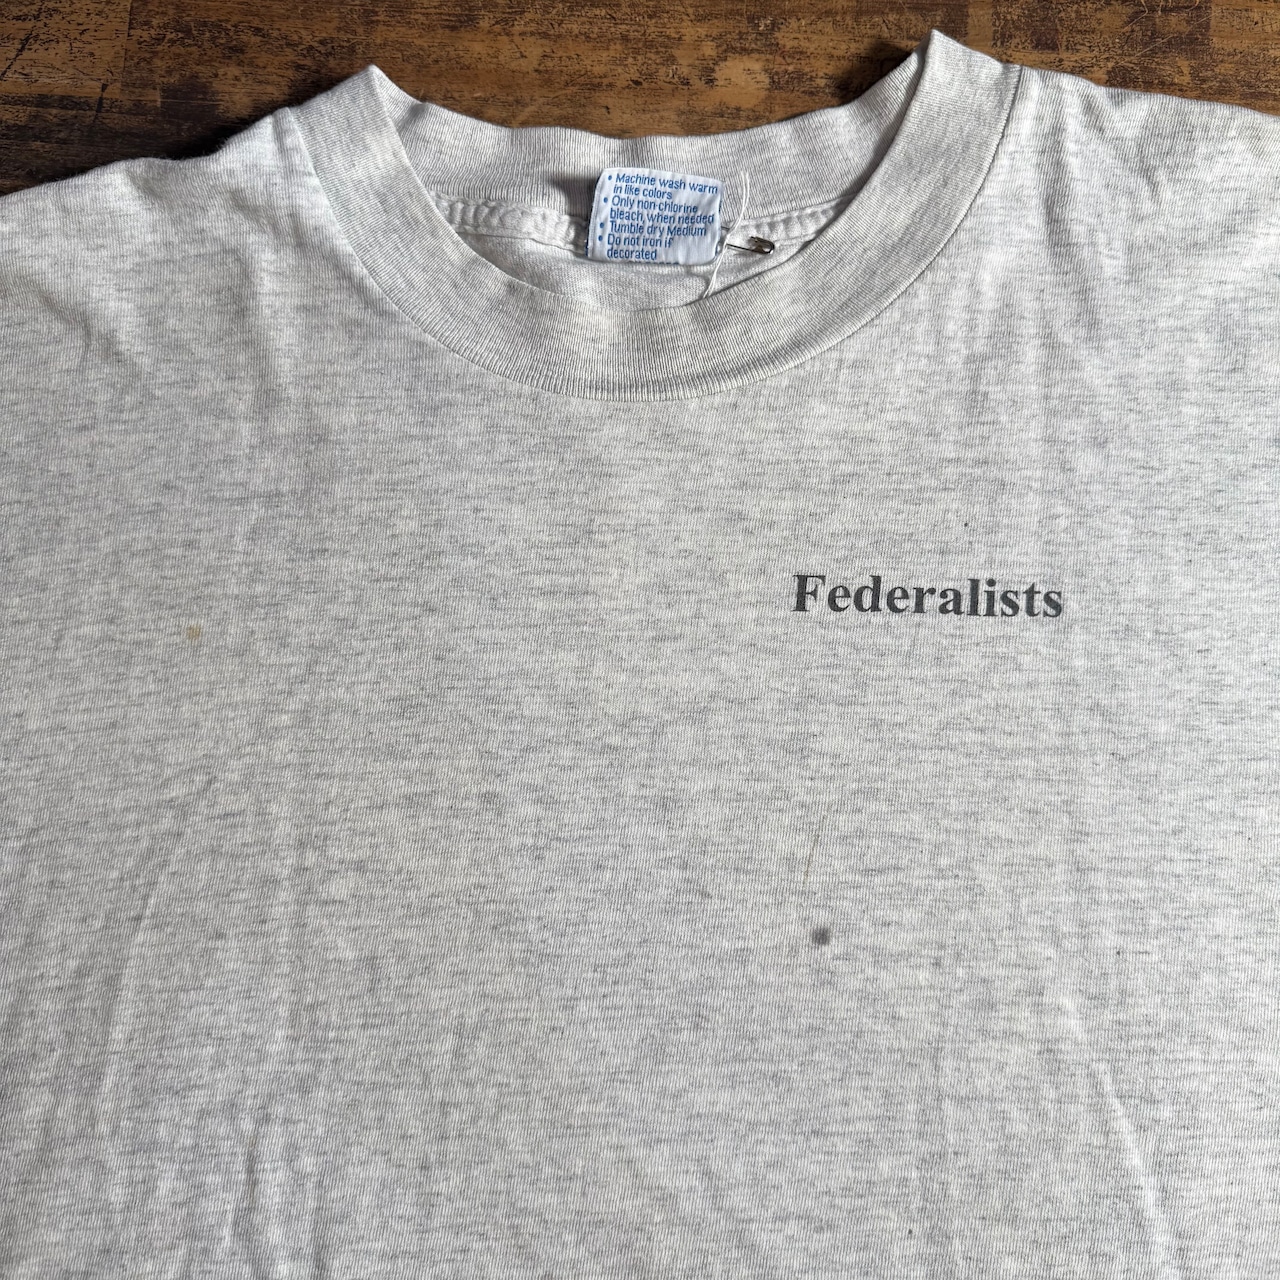 • Machine wash warm
in like colors
• Only non-chlorine
bleach, when needed
• Tumble dry Medium
• Do not iron if
decorated
Federalists